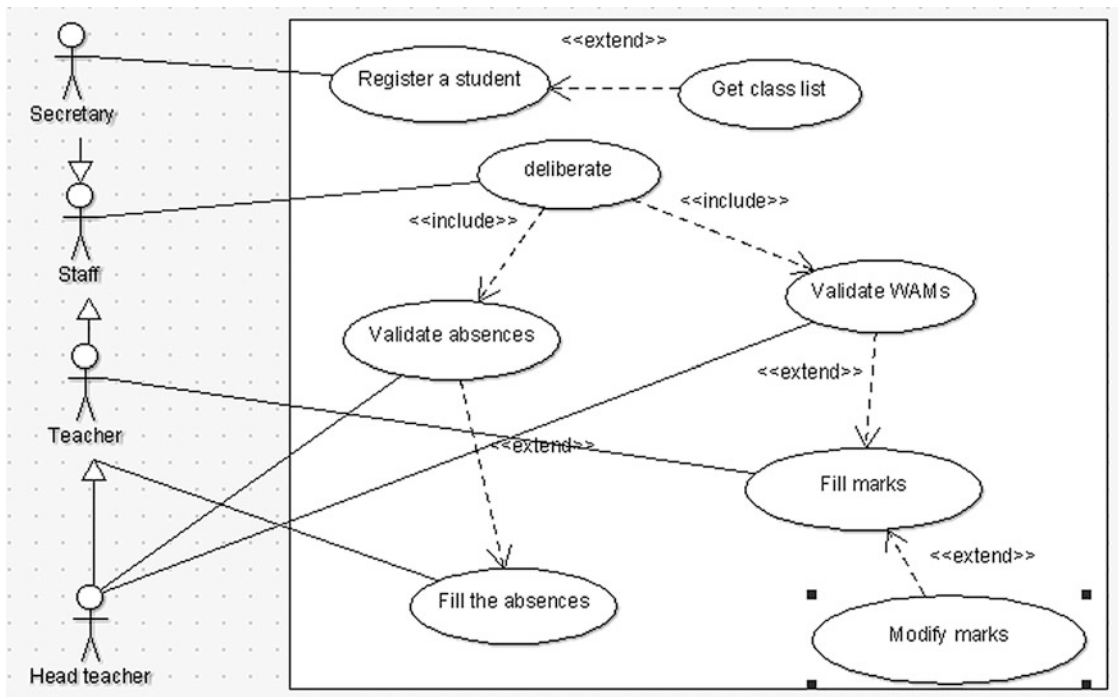 <<extend>>
Register a student
Get class list
Secretary
deliberate
<<include>>
<<include>>
Staff
Validate WAMs
Validate absences
<<extend>>
Teacher
<<extend>>
Fill marks
<<extend>>
Fill the absences
Modify marks
Head teacher